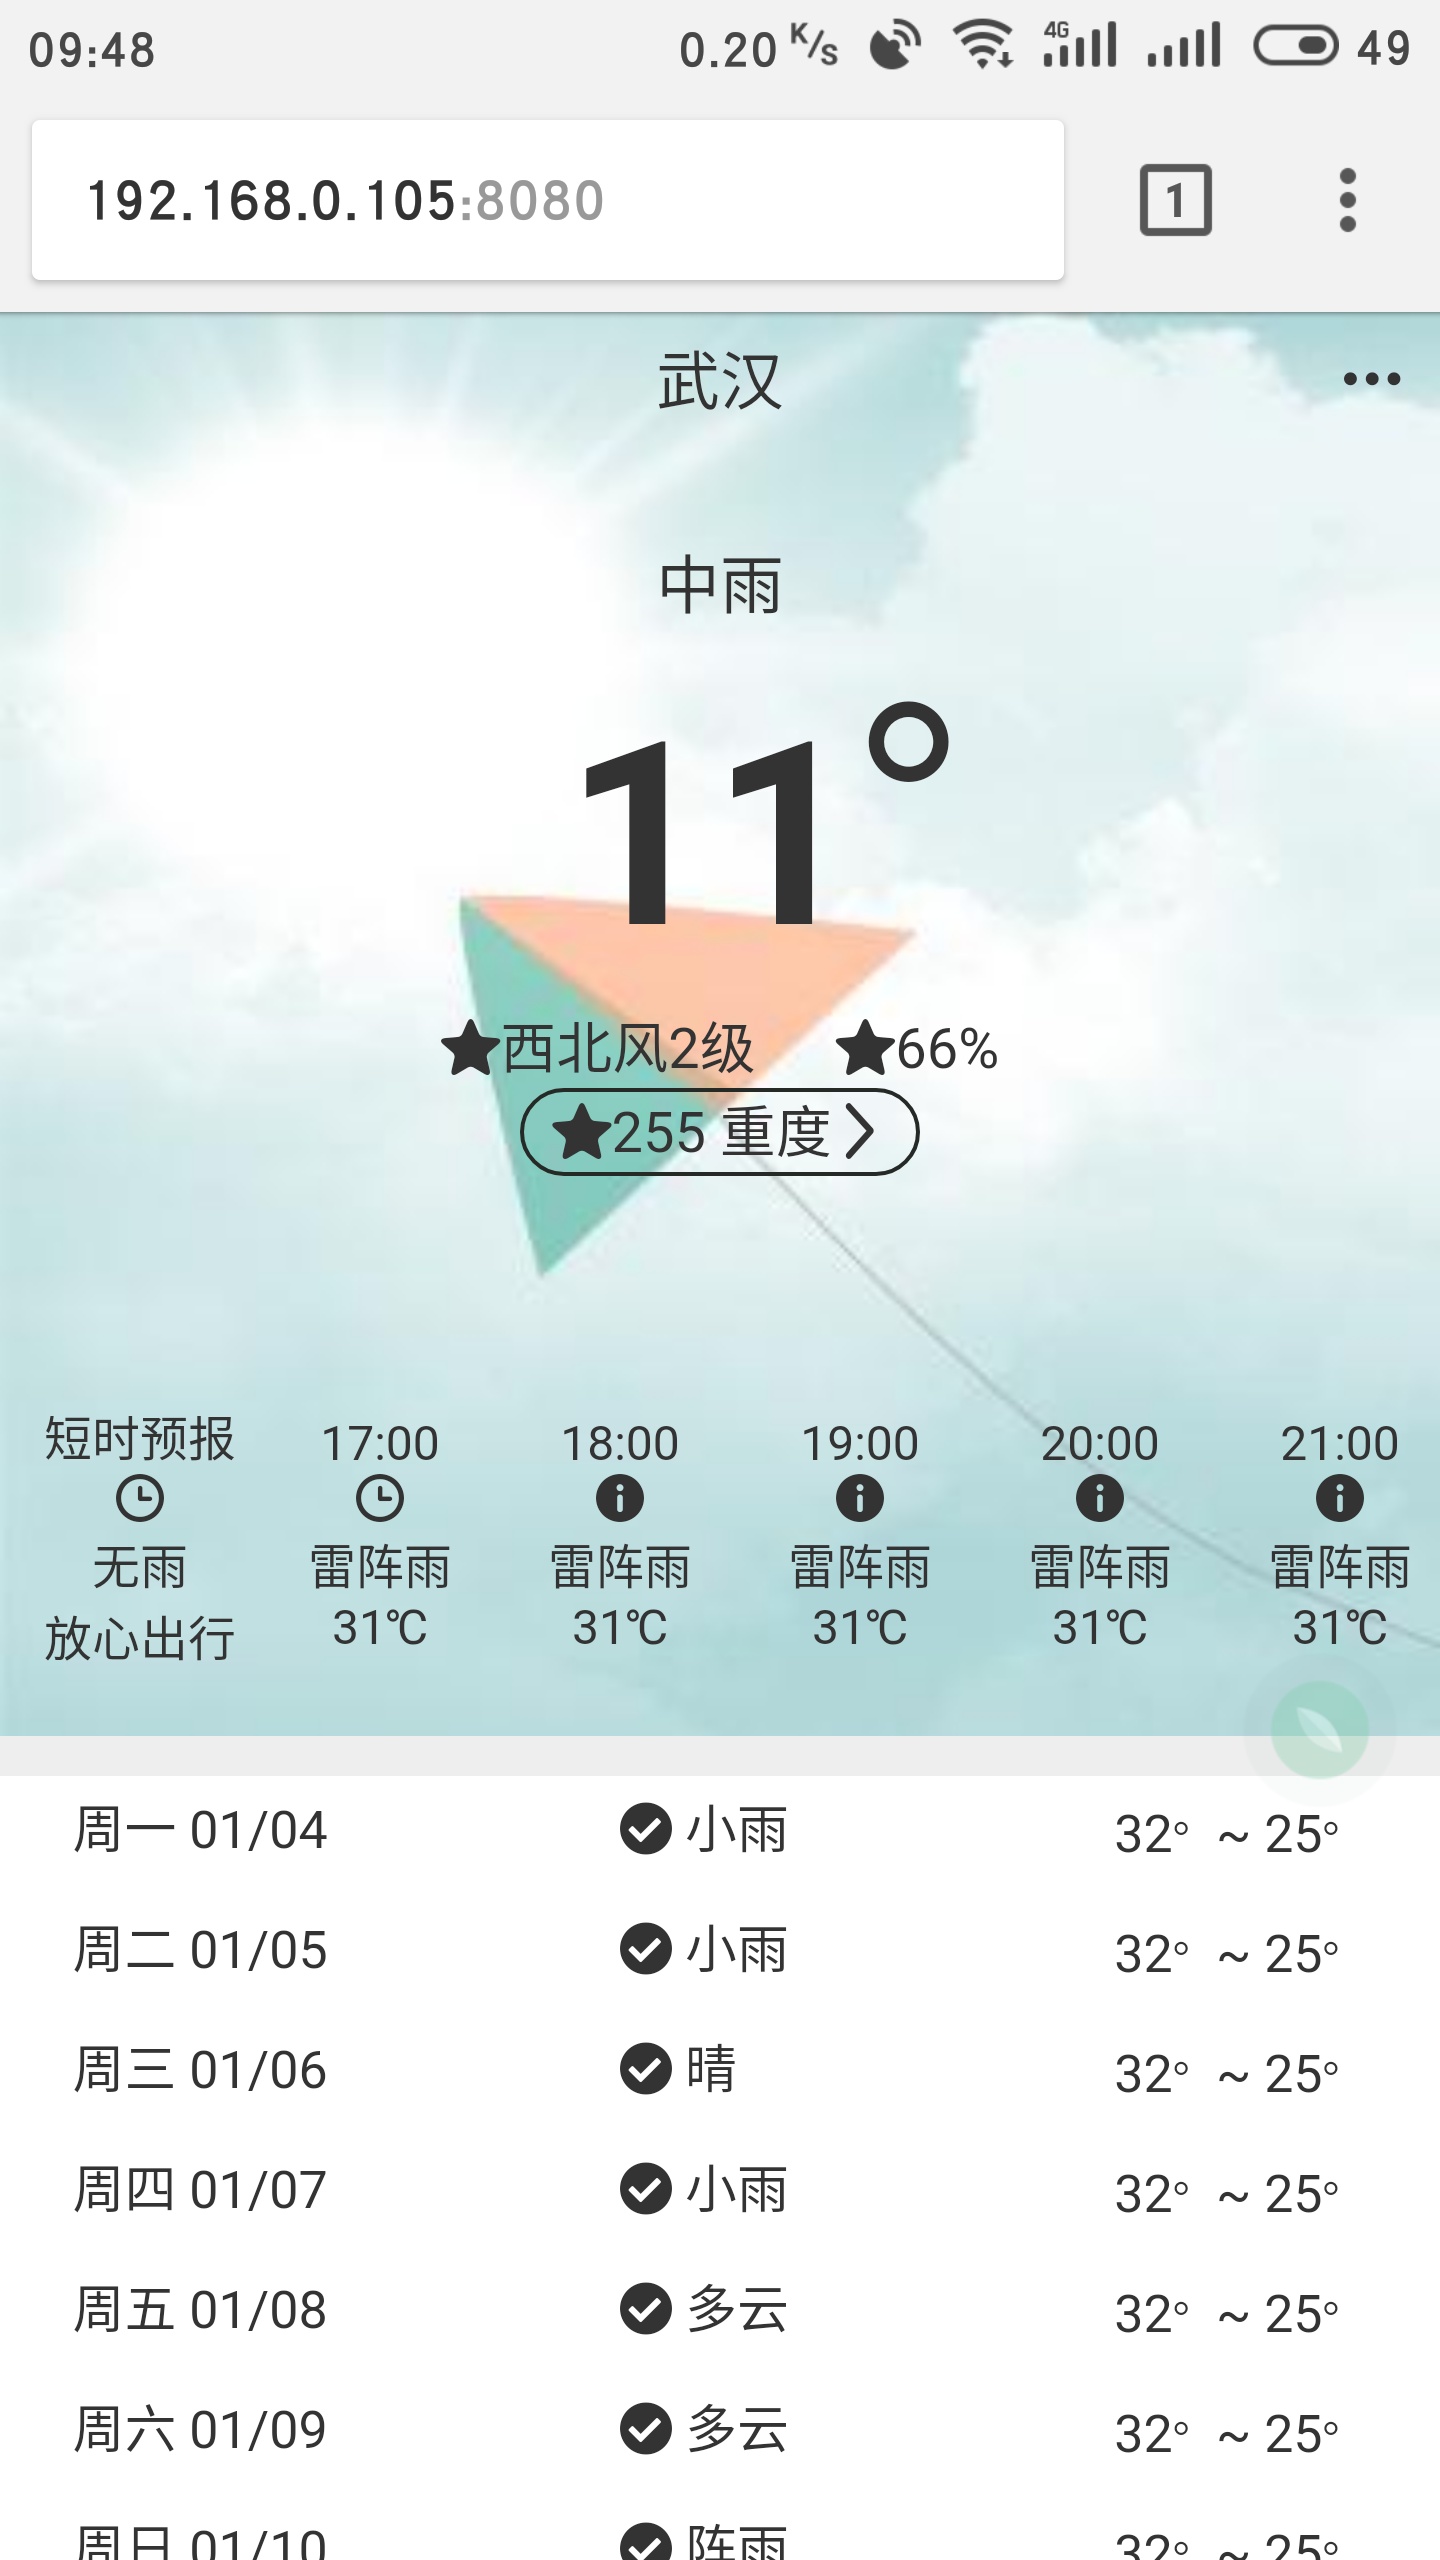 09:48 0.20 K/s 4G 49
192.168.0.105:8080 1
武汉
中雨
11°
西北风2级 66%
255 重度
短时预报 17:00 18:00 19:00 20:00 21:00
无雨 雷阵雨 雷阵雨 雷阵雨 雷阵雨 雷阵雨
放心出行 31℃ 31℃ 31℃ 31℃ 31℃
周一 01/04 小雨 32° ~ 25°
周二 01/05 小雨 32° ~ 25°
周三 01/06 晴 32° ~ 25°
周四 01/07 小雨 32° ~ 25°
周五 01/08 多云 32° ~ 25°
周六 01/09 多云 32° ~ 25°
周日 01/10 阵雨 32° ~ 25°